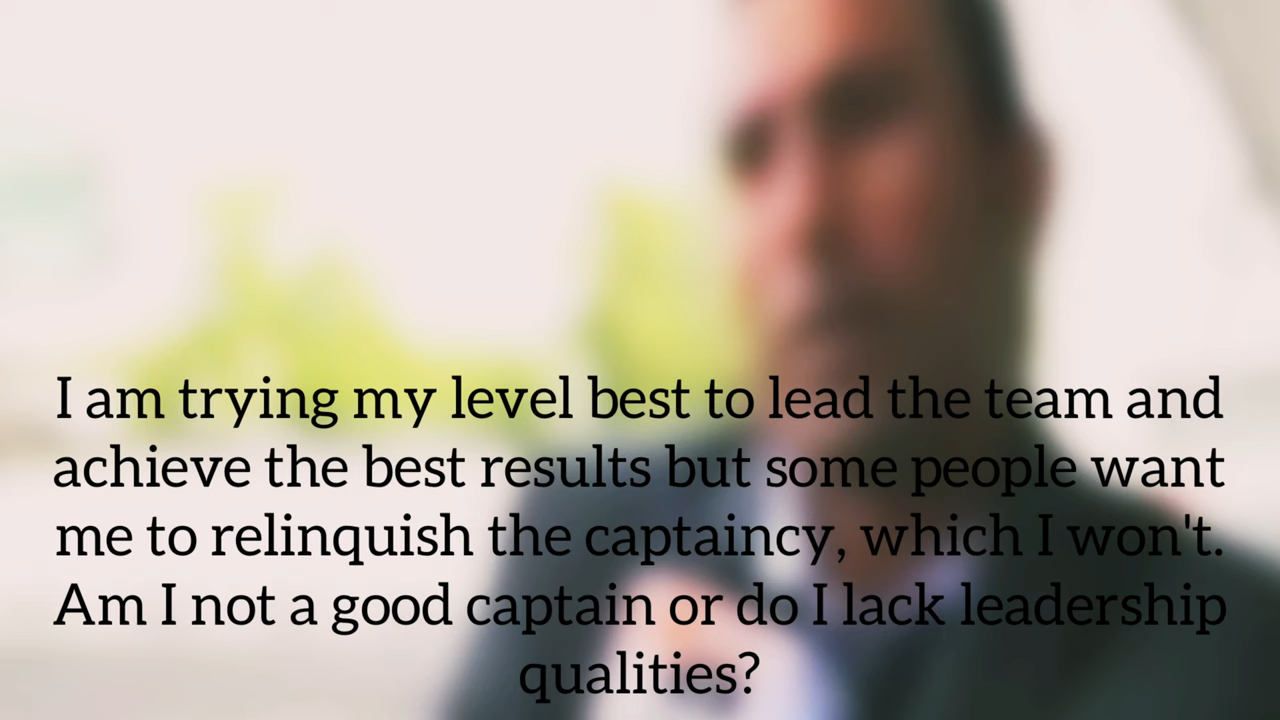 I am trying my level best to lead the team and
achieve the best results but some people want
me to relinquish the captaincy, which I won't.
Am I not a good captain or do I lack leadership
qualities?